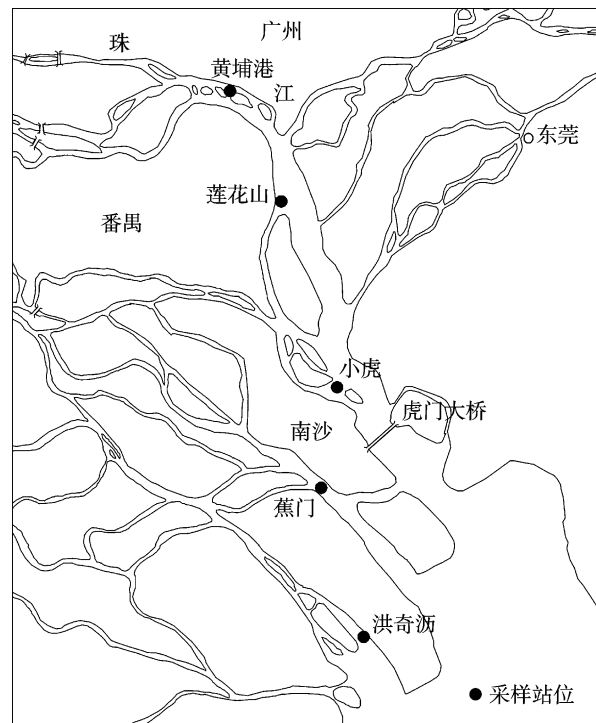 广州
珠
黄埔港
江
东莞
莲花山
番禺
小虎
虎门大桥
南沙
蕉门
洪奇沥
采样站位